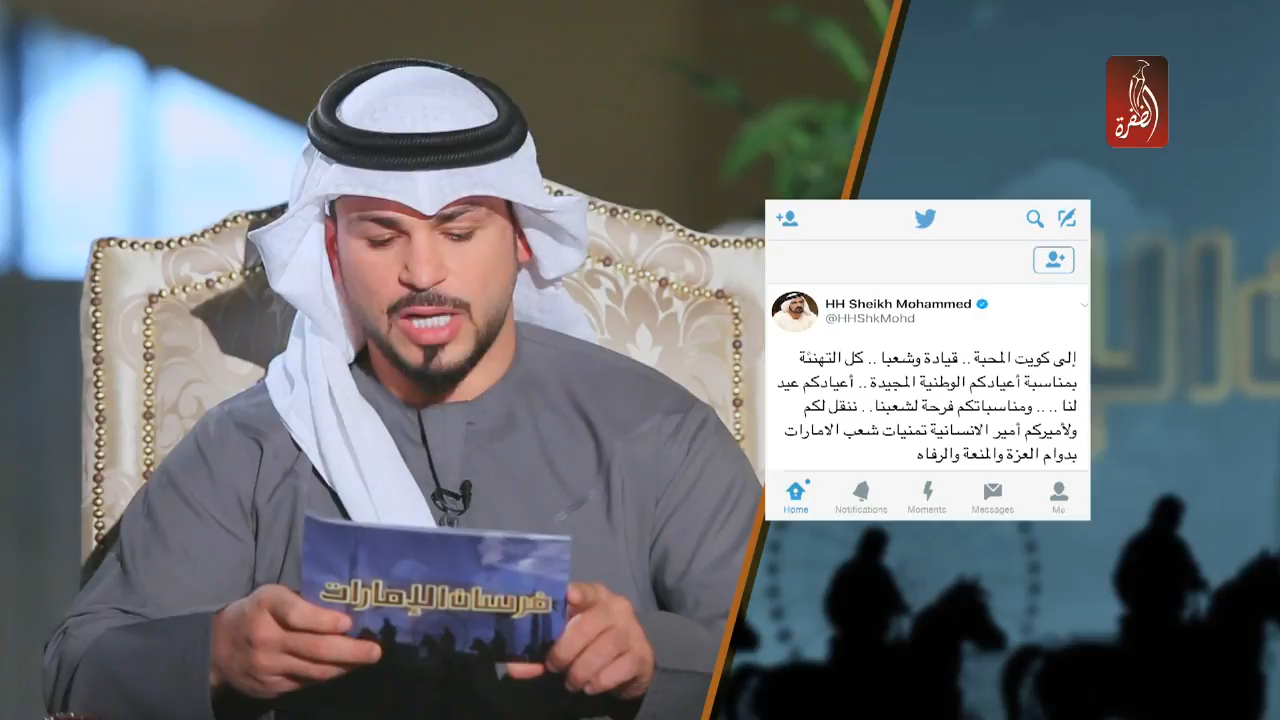 الظفرة
HH Sheikh Mohammed
@HHShkMohd
إلى كويت المحبة .. قيادة وشعبا .. كل التهنئة
بمناسبة أعيادكم الوطنية المجيدة .. أعيادكم عيد
لنا .. .. ومناسباتكم فرحة لشعبنا .. ننقل لكم
ولأميركم أمير الانسانية تمنيات شعب الامارات
بدوام العزة والمنعة والرفاه
Home Notifications Moments Messages Me
فرسان الإمارات